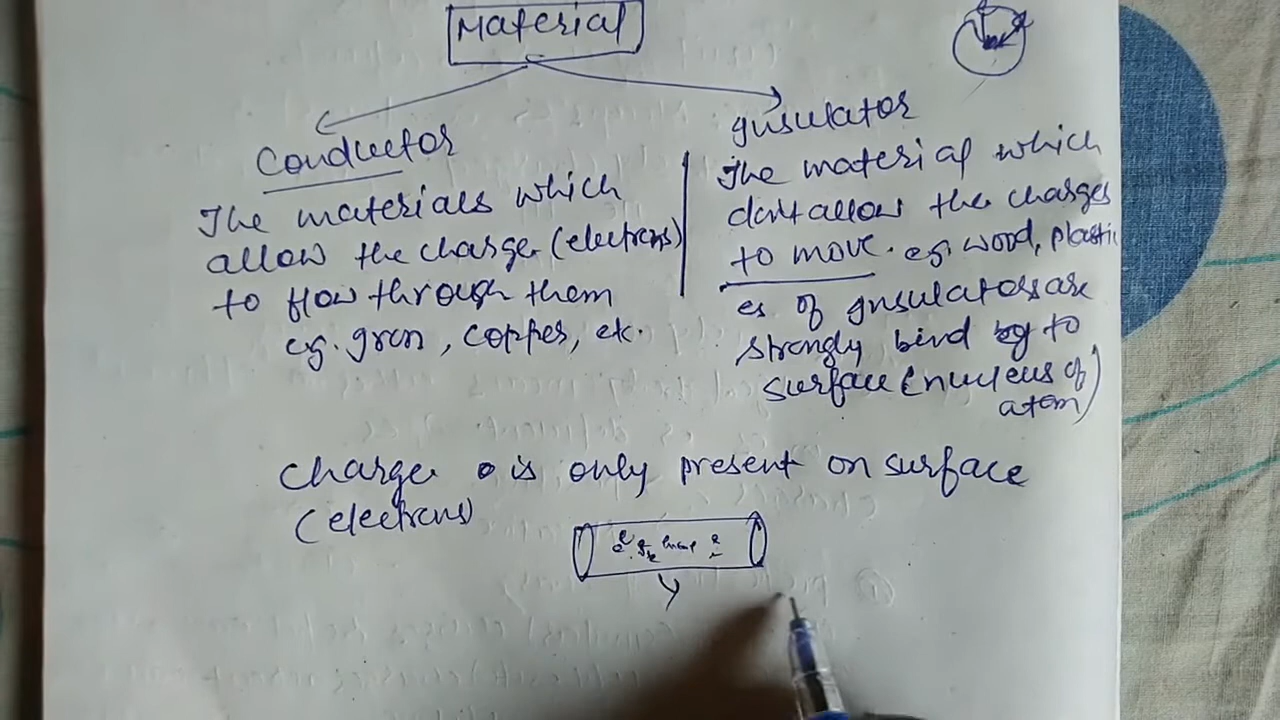 Material
Conductor
The materials which
allow the charge (electrons)
to flow through them
eg. Iron, copper, etc.
Insulator
The material which
don't allow the charges
to move. eg. wood, plastic
es of Insulators are
strongly bind to
surface (nucleus of
atom)
Charge is only present on surface
(electrons)